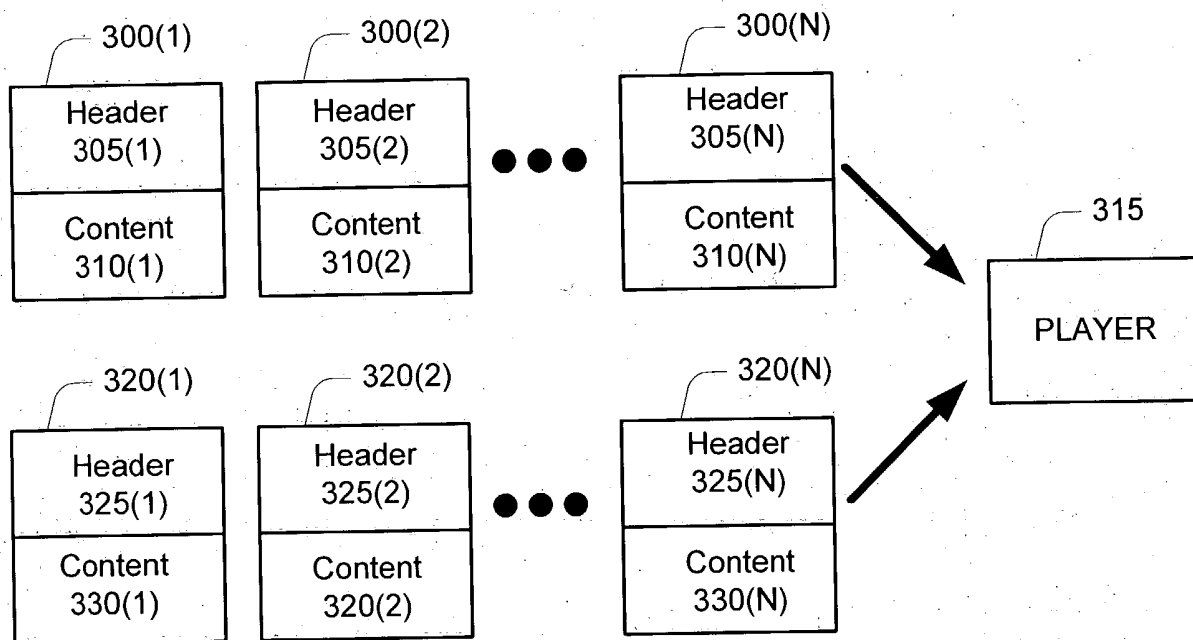 300(1)
300(2)
300(N)
Header
305(1)
Header
305(2)
Header
305(N)
Content
310(1)
Content
310(2)
Content
310(N)
315
PLAYER
320(1)
320(2)
320(N)
Header
325(1)
Header
325(2)
Header
325(N)
Content
330(1)
Content
320(2)
Content
330(N)